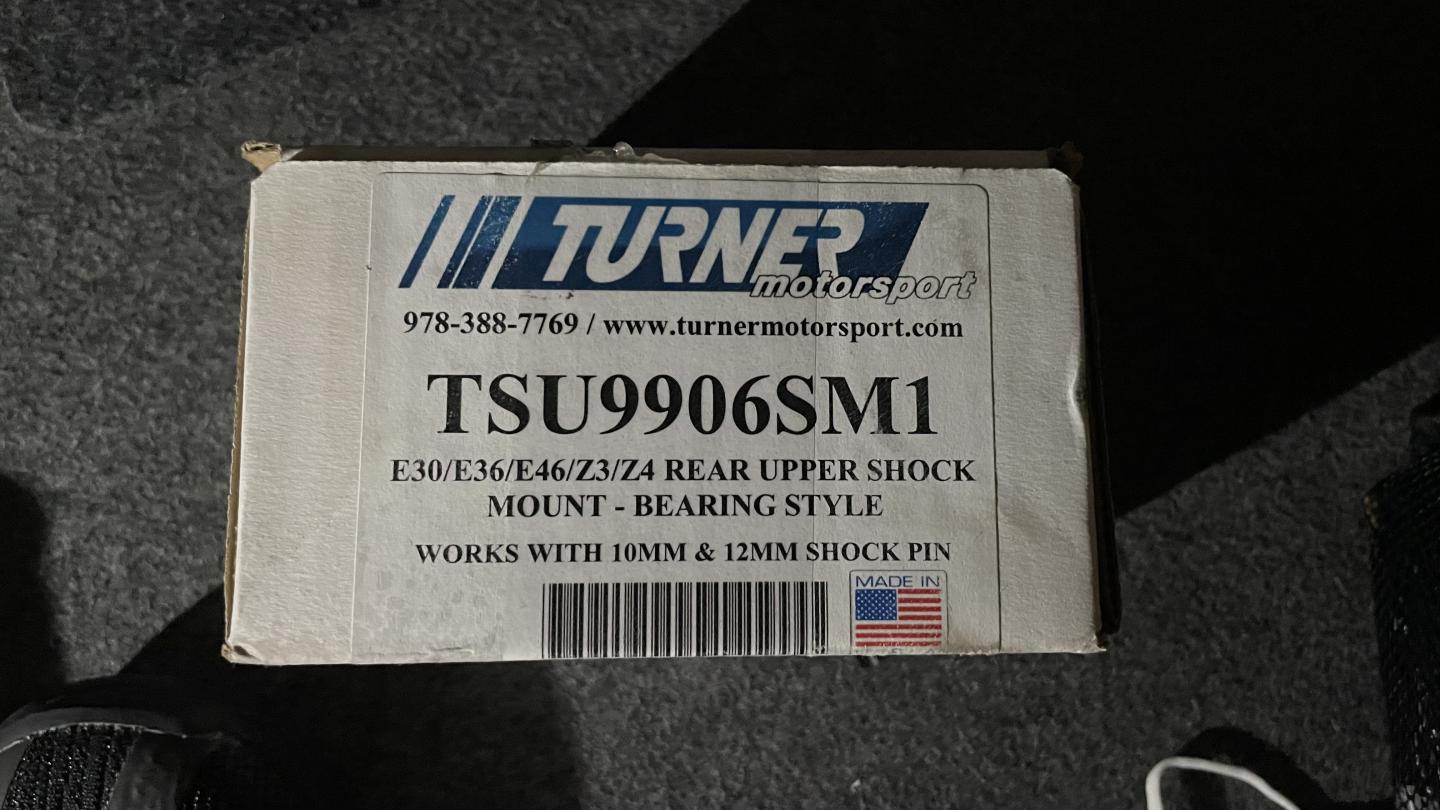 TURNER
motorsport
978-388-7769 / www.turnermotorsport.com
TSU9906SM1
E30/E36/E46/Z3/Z4 REAR UPPER SHOCK
MOUNT - BEARING STYLE
WORKS WITH 10MM & 12MM SHOCK PIN
MADE IN